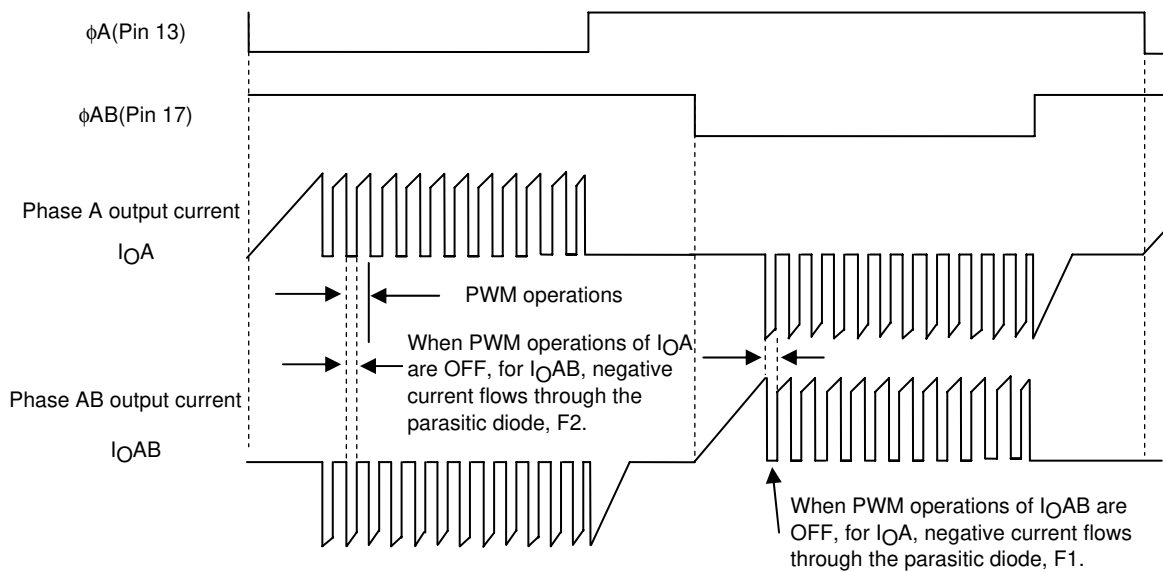 ϕA(Pin 13)
ϕAB(Pin 17)
Phase A output current
IOA
PWM operations
When PWM operations of IOA
are OFF, for IOAB, negative
current flows through the
parasitic diode, F2.
Phase AB output current
IOAB
When PWM operations of IOAB are
OFF, for IOA, negative current flows
through the parasitic diode, F1.